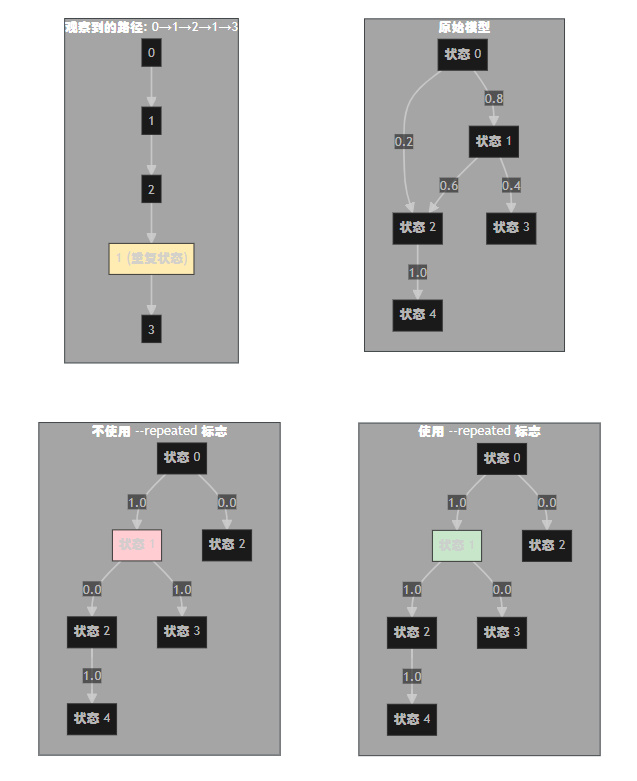 观察到的路径: 0→1→2→1→3
0
1
2
1 (重复状态)
3
原始模型
状态 0
0.8
0.2
状态 1
0.6
0.4
状态 2
状态 3
1.0
状态 4
不使用 --repeated 标志
状态 0
1.0
0.0
状态 1
状态 2
0.0
1.0
状态 2
状态 3
1.0
状态 4
使用 --repeated 标志
状态 0
1.0
0.0
状态 1
状态 2
1.0
0.0
状态 2
状态 3
1.0
状态 4